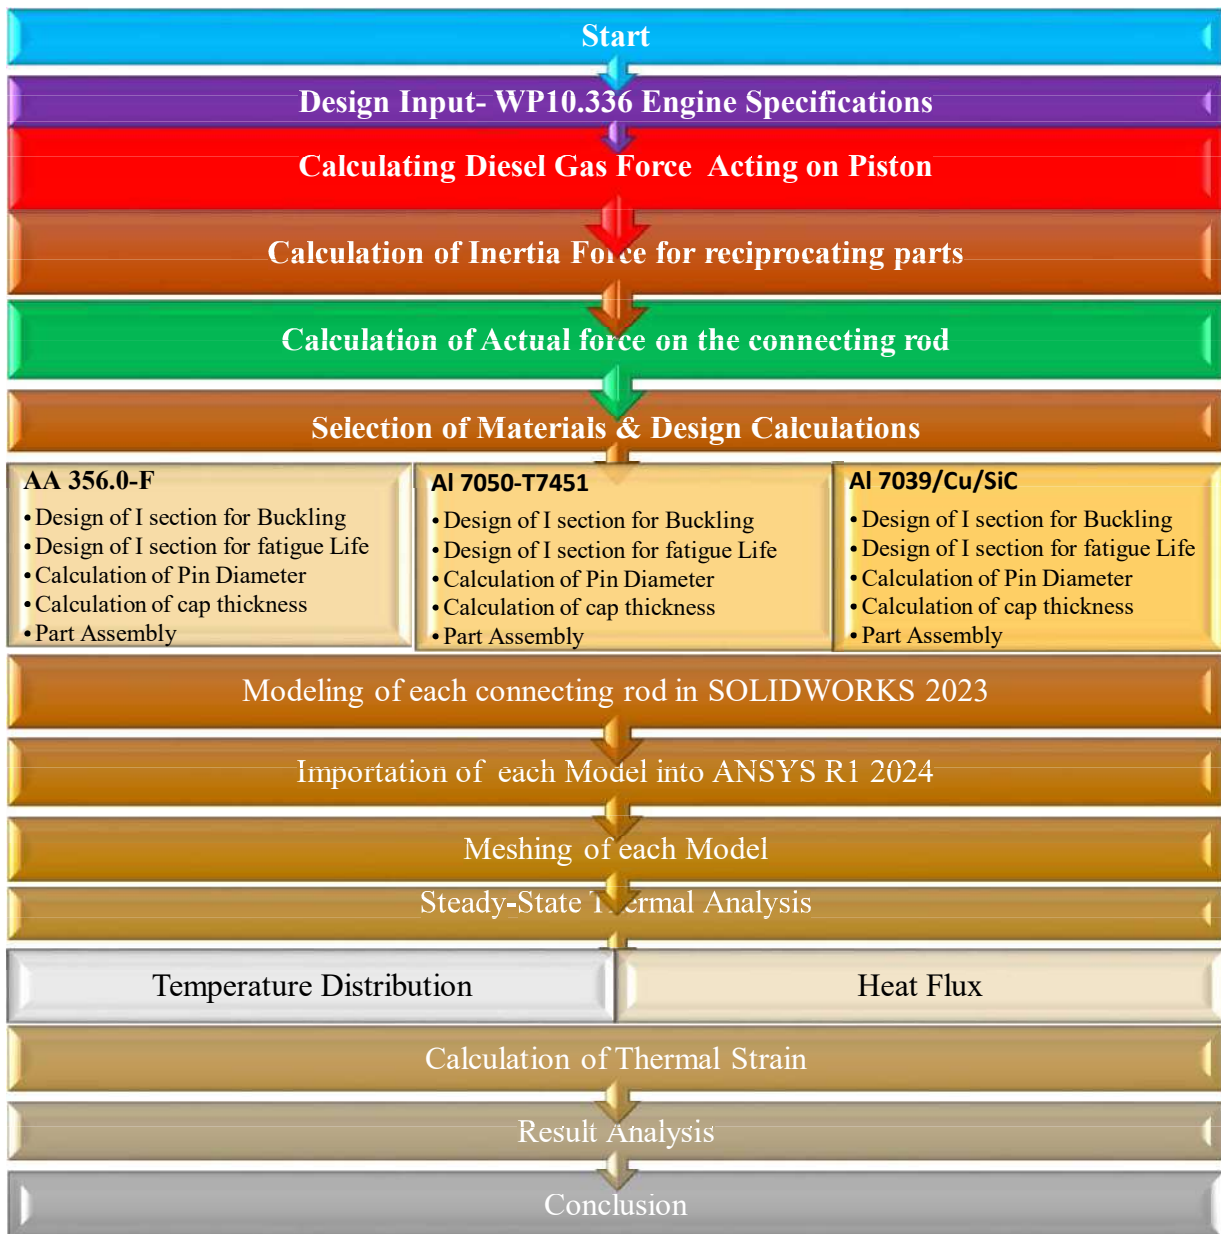 Start
Design Input- WP10.336 Engine Specifications
Calculating Diesel Gas Force Acting on Piston
Calculation of Inertia Force for reciprocating parts
Calculation of Actual force on the connecting rod
Selection of Materials & Design Calculations
AA 356.0-F
• Design of I section for Buckling
• Design of I section for fatigue Life
• Calculation of Pin Diameter
• Calculation of cap thickness
• Part Assembly
Al 7050-T7451
• Design of I section for Buckling
• Design of I section for fatigue Life
• Calculation of Pin Diameter
• Calculation of cap thickness
• Part Assembly
Al 7039/Cu/SiC
• Design of I section for Buckling
• Design of I section for fatigue Life
• Calculation of Pin Diameter
• Calculation of cap thickness
• Part Assembly
Modeling of each connecting rod in SOLIDWORKS 2023
Importation of each Model into ANSYS R1 2024
Meshing of each Model
Steady-State Thermal Analysis
Temperature Distribution
Heat Flux
Calculation of Thermal Strain
Result Analysis
Conclusion